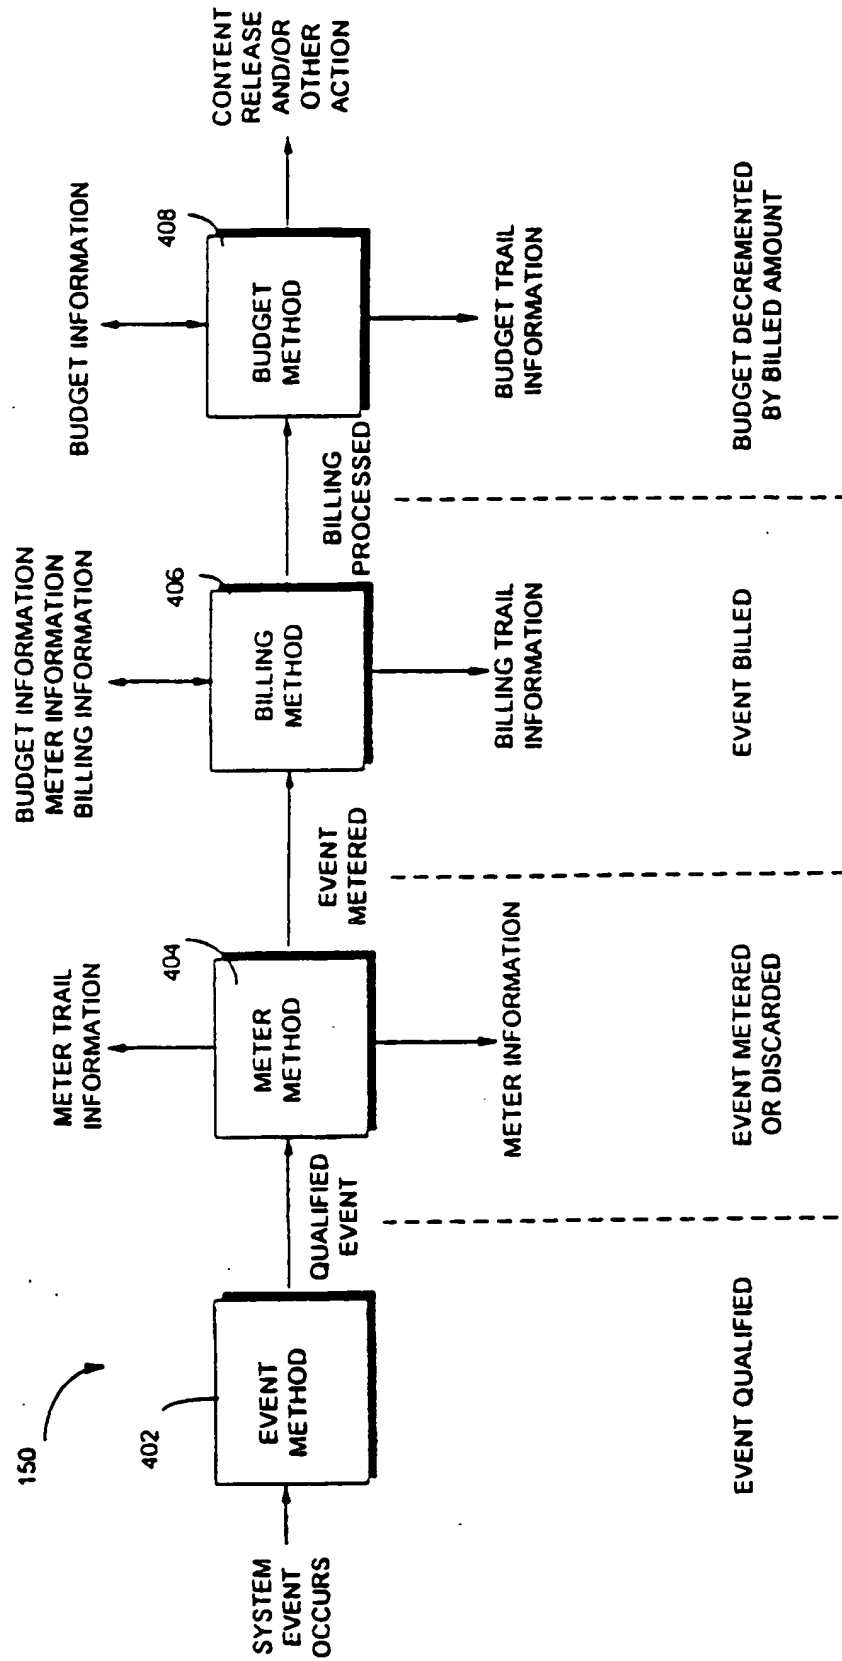 150
SYSTEM
EVENT
OCCURS
402
EVENT
METHOD
QUALIFIED
EVENT
EVENT QUALIFIED
METER TRAIL
INFORMATION
404
METER
METHOD
EVENT
METERED
METER INFORMATION
EVENT METERED
OR DISCARDED
BUDGET INFORMATION
METER INFORMATION
BILLING INFORMATION
406
BILLING
METHOD
BILLING
PROCESSED
BILLING TRAIL
INFORMATION
EVENT BILLED
BUDGET INFORMATION
408
BUDGET
METHOD
CONTENT
RELEASE
AND/OR
OTHER
ACTION
BUDGET TRAIL
INFORMATION
BUDGET DECREMENTED
BY BILLED AMOUNT